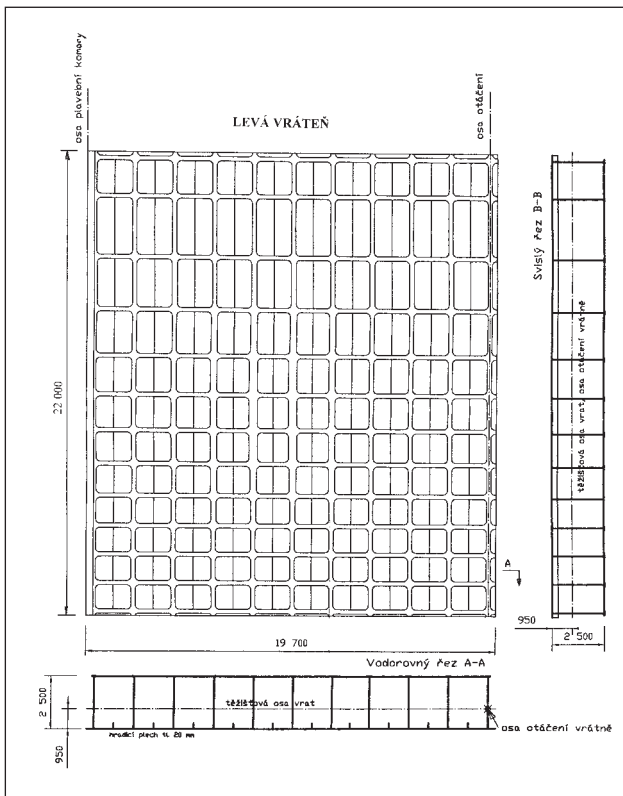 osa plavební komory
osa otáčení
LEVÁ VRÁTEŇ
Svislý řez B-B
těžišťová osa vrat, osa otáčení vrátně
22 000
A
950
2 500
19 700
Vodorovný řez A-A
2 500
těžišťová osa vrat
950
hradící plech tl. 20 mm
osa otáčení vrátně